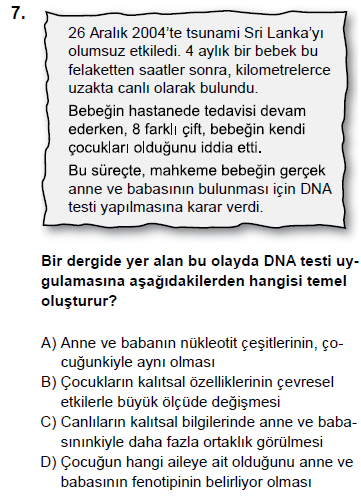 7.
26 Aralık 2004'te tsunami Sri Lanka'yı
olumsuz etkiledi. 4 aylık bir bebek bu
felaketten saatler sonra, kilometrelerce
uzakta canlı olarak bulundu.
Bebeğin hastanede tedavisi devam
ederken, 8 farklı çift, bebeğin kendi
çocukları olduğunu iddia etti.
Bu süreçte, mahkeme bebeğin gerçek
anne ve babasının bulunması için DNA
testi yapılmasına karar verdi.
Bir dergide yer alan bu olayda DNA testi uy-
gulamasına aşağıdakilerden hangisi temel
oluşturur?
A) Anne ve babanın nükleotit çeşitlerinin, ço-
cuğunkiyle aynı olması
B) Çocukların kalıtsal özelliklerinin çevresel
etkilerle büyük ölçüde değişmesi
C) Canlıların kalıtsal bilgilerinde anne ve baba-
sınınkiyle daha fazla ortaklık görülmesi
D) Çocuğun hangi aileye ait olduğunu anne ve
babasının fenotipinin belirliyor olması